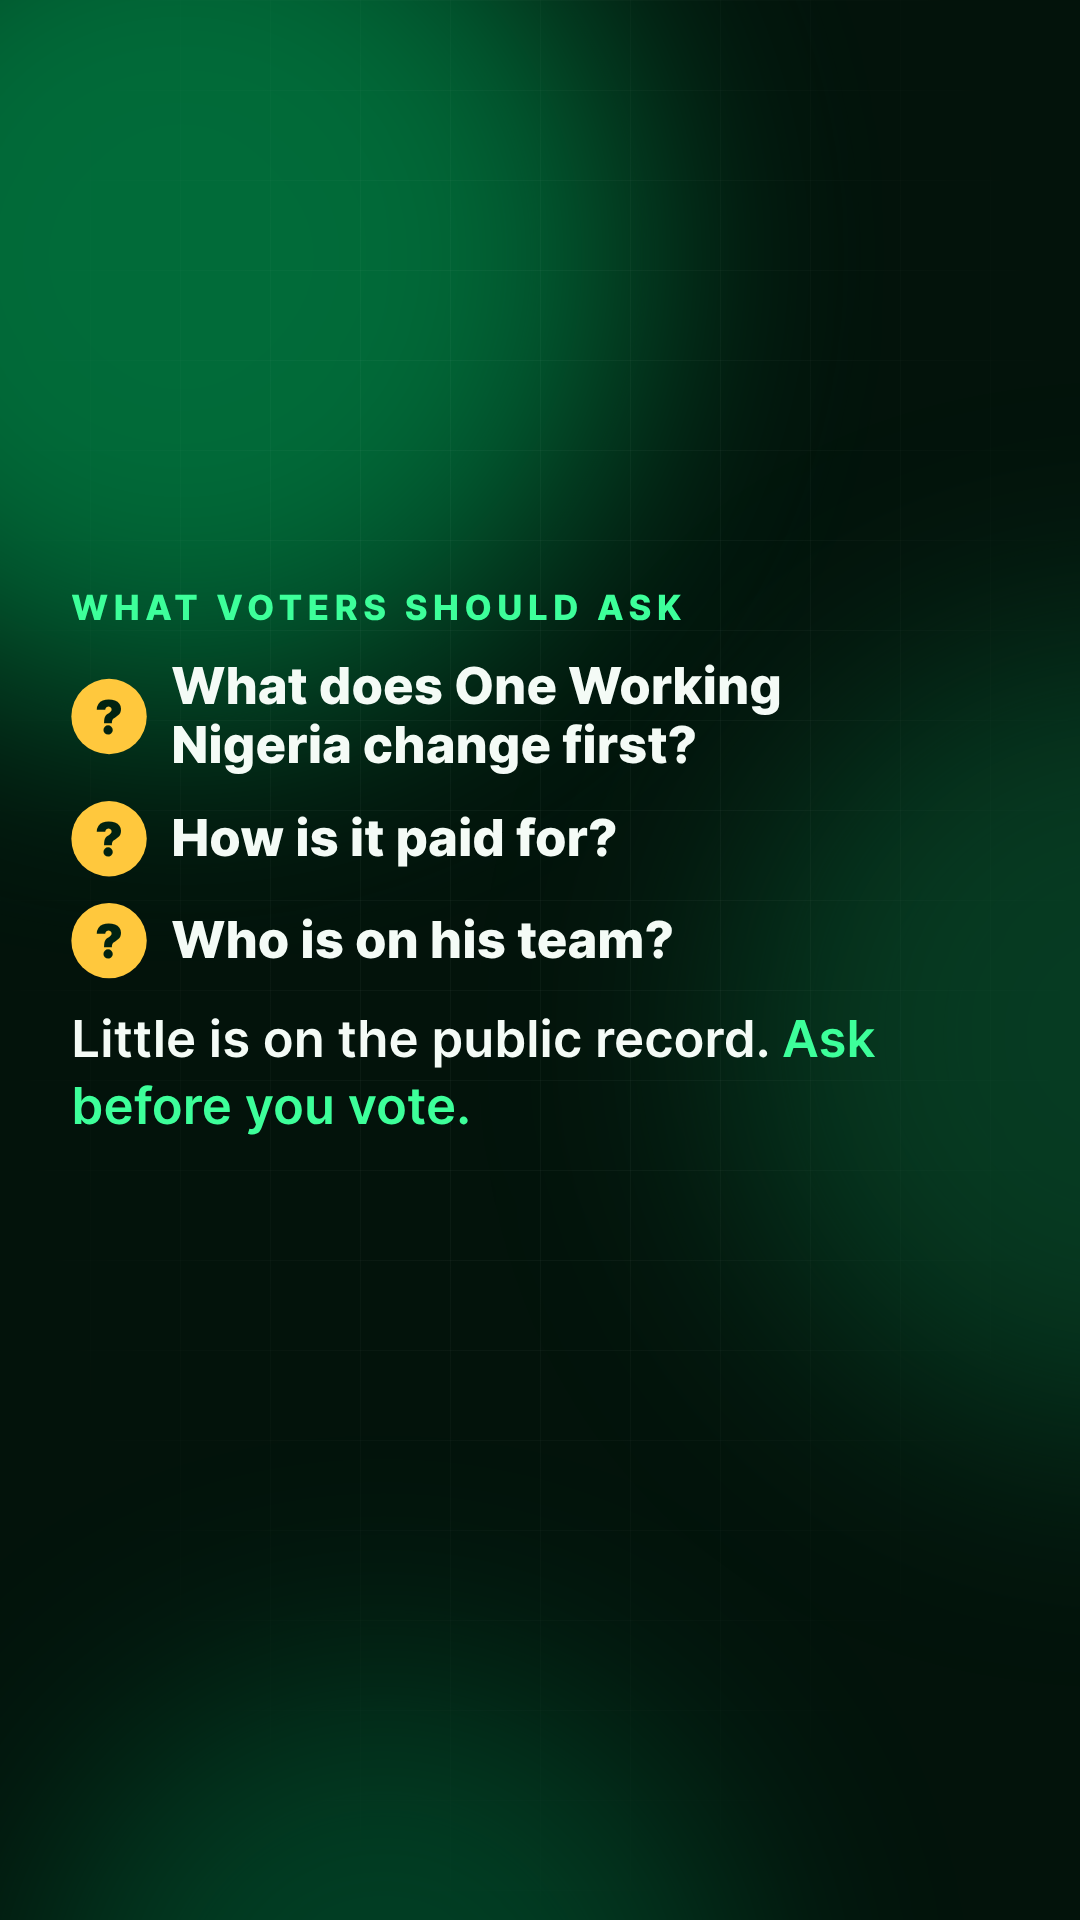 WHAT VOTERS SHOULD ASK
? What does One Working
Nigeria change first?
? How is it paid for?
? Who is on his team?
Little is on the public record. Ask
before you vote.